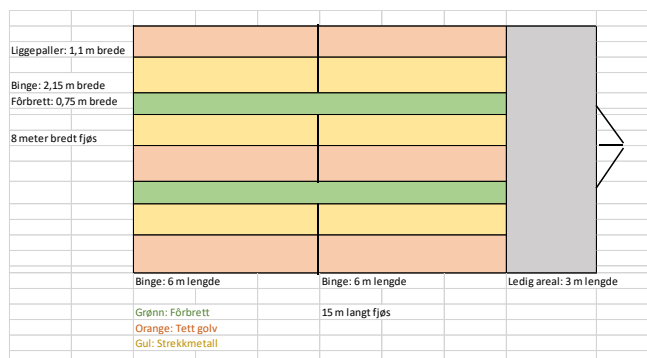 Liggepaller: 1,1 m brede
Binge: 2,15 m brede
Fôrbrett: 0,75 m brede
8 meter bredt fjøs
Binge: 6 m lengde
Binge: 6 m lengde
Ledig areal: 3 m lengde
Grønn: Fôrbrett
15 m langt fjøs
Orange: Tett golv
Gul: Strekkmetall